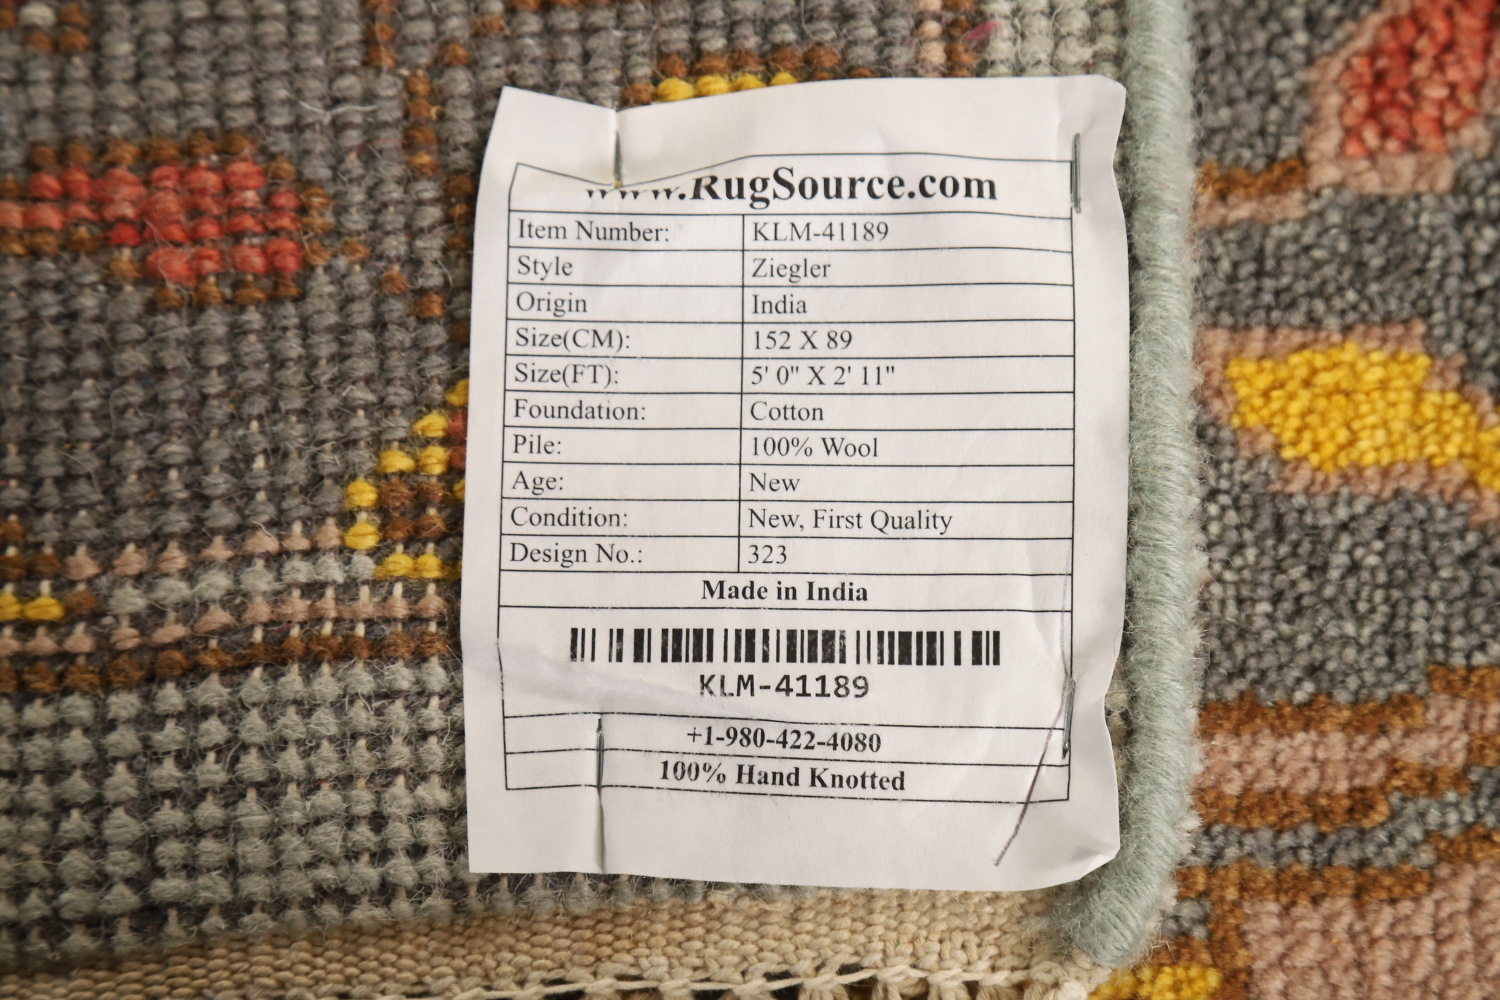 www.RugSource.com
Item Number: KLM-41189
Style Ziegler
Origin India
Size(CM): 152 X 89
Size(FT): 5' 0" X 2' 11"
Foundation: Cotton
Pile: 100% Wool
Age: New
Condition: New, First Quality
Design No.: 323
Made in India
KLM-41189
+1-980-422-4080
100% Hand Knotted